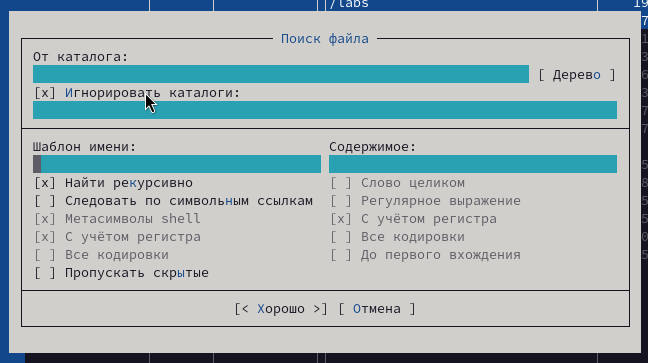 /labs
Поиск файла
От каталога:
[ Дерево ]
[x] Игнорировать каталоги:
Шаблон имени:
Содержимое:
[x] Найти рекурсивно
[ ] Слово целиком
[ ] Следовать по символьным ссылкам
[ ] Регулярное выражение
[x] Метасимволы shell
[x] С учётом регистра
[x] С учётом регистра
[ ] Все кодировки
[ ] Все кодировки
[ ] До первого вхождения
[ ] Пропускать скрытые
[< Хорошо >] [ Отмена ]